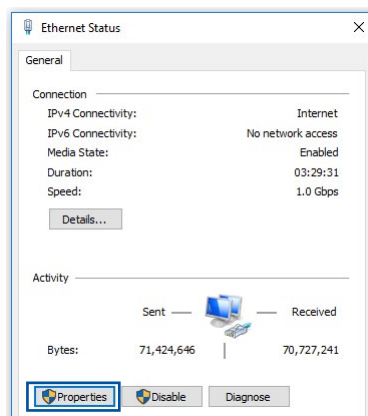 Ethernet Status
General
Connection
IPv4 Connectivity: Internet
IPv6 Connectivity: No network access
Media State: Enabled
Duration: 03:29:31
Speed: 1.0 Gbps
Details...
Activity
Sent Received
Bytes: 71,424,646 70,727,241
Properties Disable Diagnose